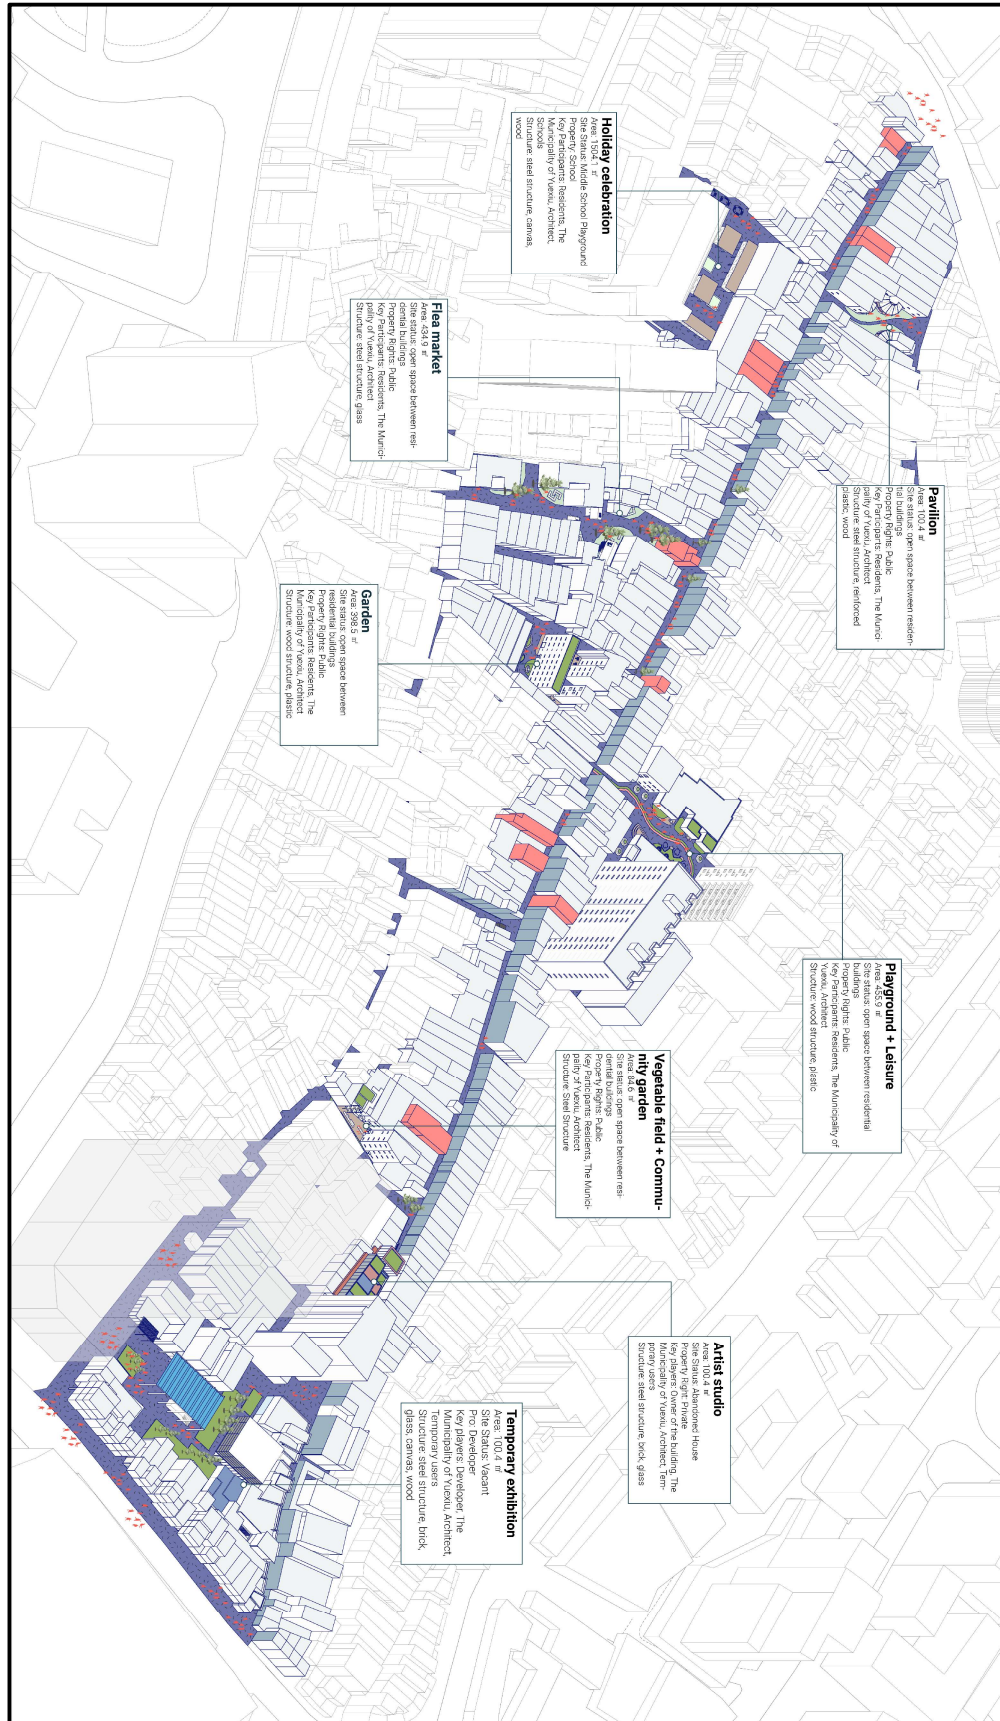 Holiday celebration
Area: 1504.1 ㎡
Site Status: Middle School Playground
Property: School
Key Participants: Residents, The
Municipality of Yuexiu, Architect,
Schools
Structure: steel structure, canvas,
wood
Pavilion
Area: 100.4 ㎡
Site status: open space between residen-
tial buildings
Property Rights: Public
Key Participants: Residents, The Munici-
pality of Yuexiu, Architect
Structure: steel structure, reinforced
plastic, wood
Flea market
Area: 434.9 ㎡
Site status: open space between resi-
dential buildings
Property Rights: Public
Key Participants: Residents, The Munici-
pality of Yuexiu, Architect
Structure: steel structure, glass
Garden
Area: 398.5 ㎡
Site status: open space between
residential buildings
Property Rights: Public
Key Participants: Residents, The
Municipality of Yuexiu, Architect
Structure: wood structure, plastic
Playground + Leisure
Area: 455.9 ㎡
Site status: open space between residential
buildings
Property Rights: Public
Key Participants: Residents, The Municipality of
Yuexiu, Architect
Structure: wood structure, plastic
Vegetable field + Commu-
nity garden
Area: 84.6 ㎡
Site status: open space between resi-
dential buildings
Property Rights: Public
Key Participants: Residents, The Munici-
pality of Yuexiu, Architect
Structure: Steel Structure
Artist studio
Area: 100.4 ㎡
Site Status: Abandoned House
Property Right: Private
Key players: Owner of the building, The
Municipality of Yuexiu, Architect, Tem-
porary users
Structure: steel structure, brick, glass
Temporary exhibition
Area: 100.4 ㎡
Site Status: Vacant
Pro: Developer
Key players: Developer, The
Municipality of Yuexiu, Architect,
Temporary users
Structure: steel structure, brick,
glass, canvas, wood